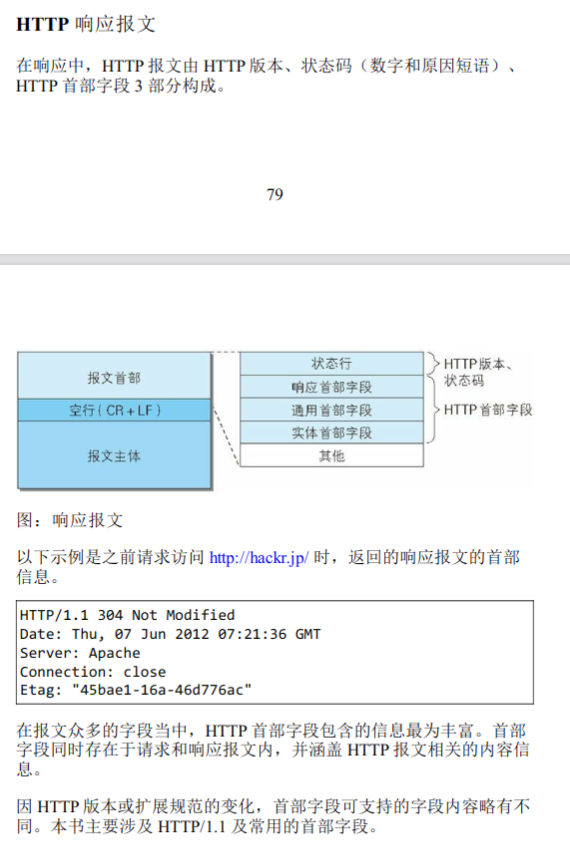 HTTP 响应报文
在响应中，HTTP 报文由 HTTP 版本、状态码（数字和原因短语）、
HTTP 首部字段 3 部分构成。
79
报文首部
空行（CR + LF）
报文主体
状态行
响应首部字段
通用首部字段
实体首部字段
其他
HTTP版本、
状态码
HTTP首部字段
图：响应报文
以下示例是之前请求访问 http://hackr.jp/ 时，返回的响应报文的首部
信息。
HTTP/1.1 304 Not Modified
Date: Thu, 07 Jun 2012 07:21:36 GMT
Server: Apache
Connection: close
Etag: "45bae1-16a-46d776ac"
在报文众多的字段当中，HTTP 首部字段包含的信息最为丰富。首部
字段同时存在于请求和响应报文内，并涵盖 HTTP 报文相关的内容信
息。
因 HTTP 版本或扩展规范的变化，首部字段可支持的字段内容略有不
同。本书主要涉及 HTTP/1.1 及常用的首部字段。